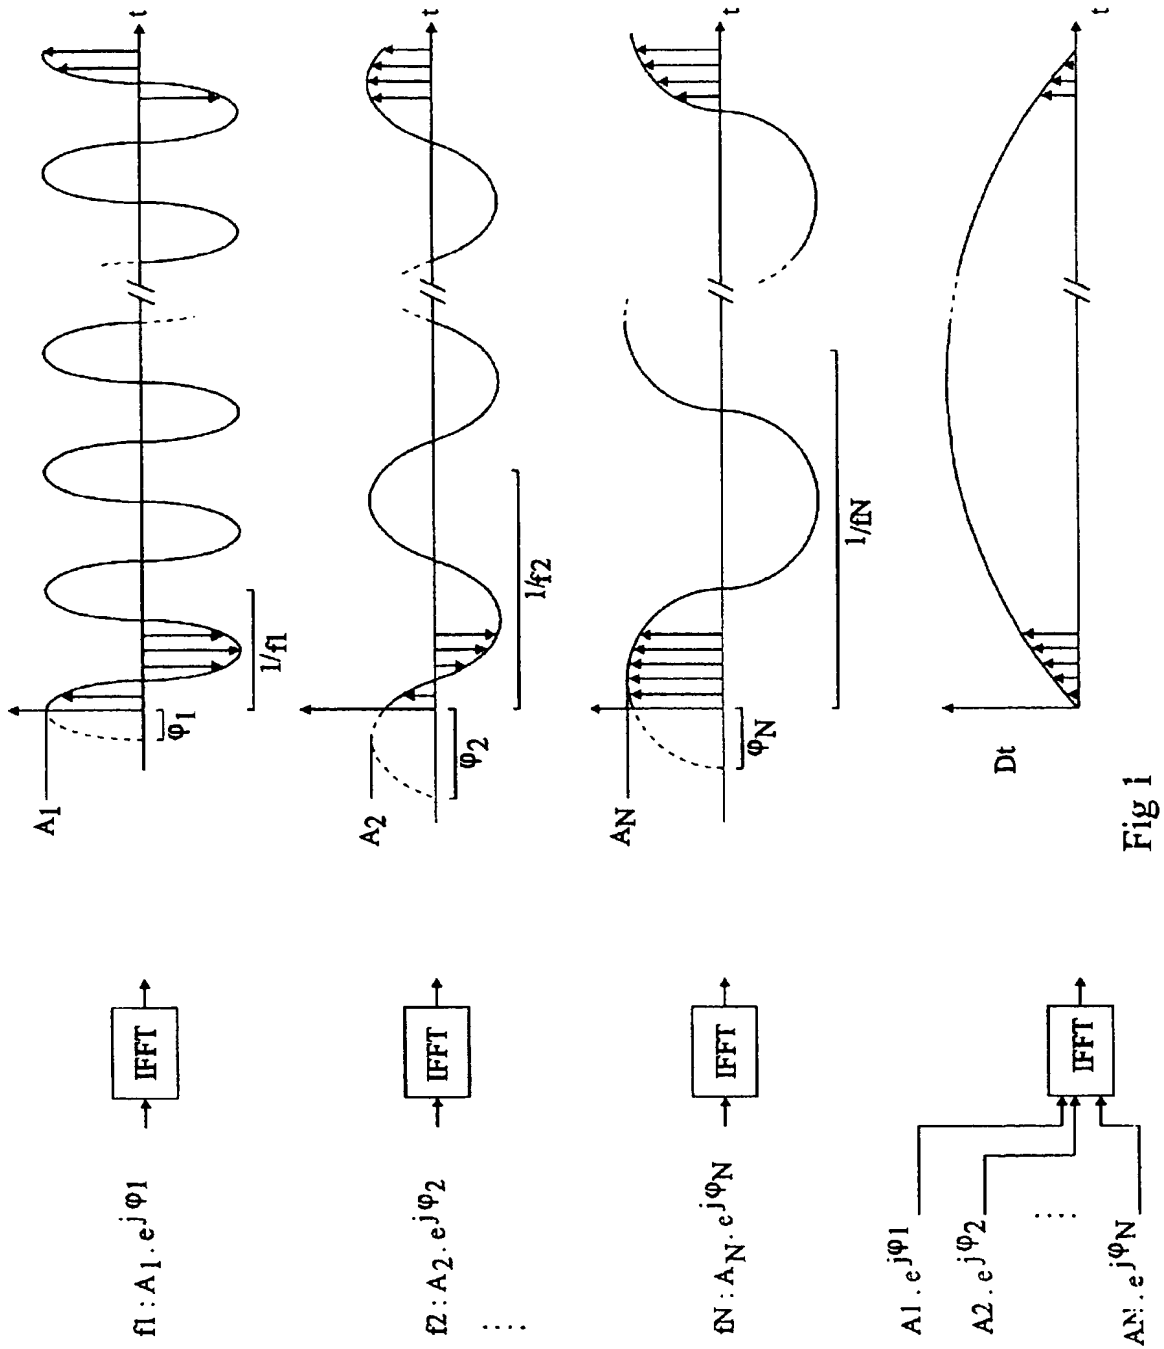 f1 : A1 . e^jφ1
IFFT
A1
φ1
1/f1
t
f2 : A2 . e^jφ2
IFFT
A2
φ2
1/f2
t
....
fN : AN . e^jφN
IFFT
AN
φN
1/fN
t
A1 . e^jφ1
A2 . e^jφ2
....
AN . e^jφN
IFFT
Dt
t
Fig 1